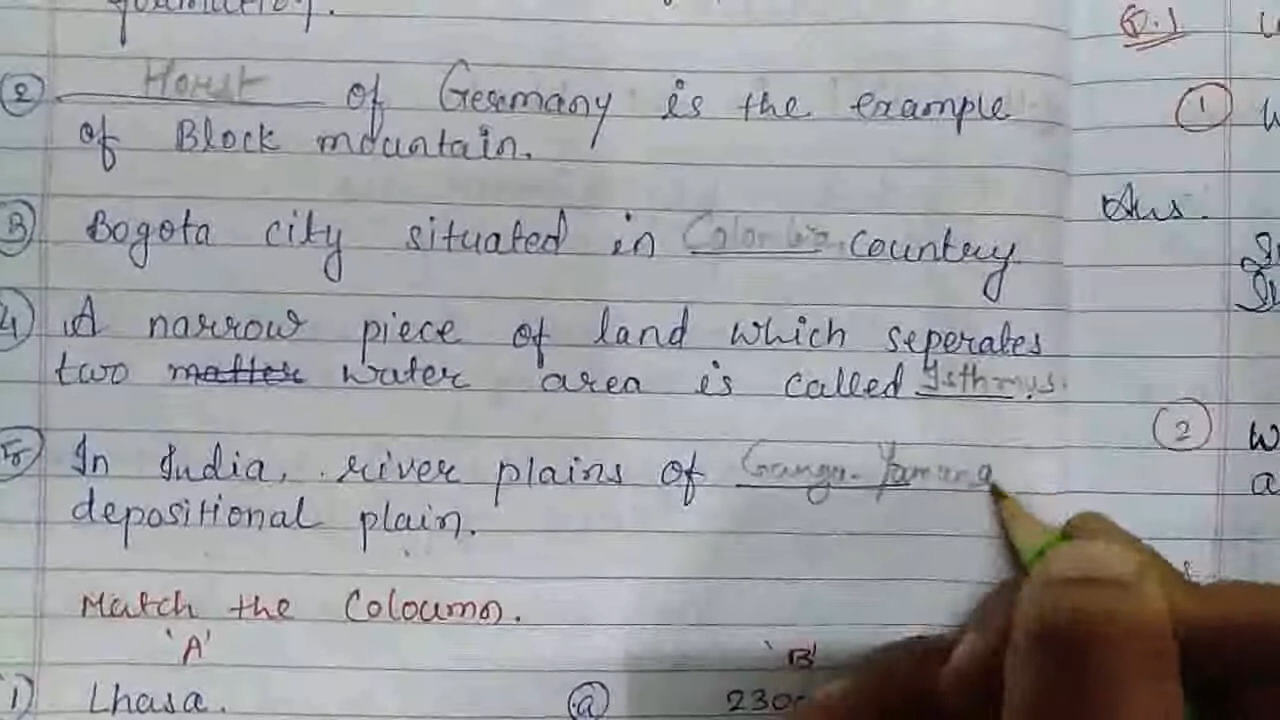 ② Horst of Germany is the example
of Block mountain.
③ Bogota city situated in country
④ A narrow piece of land which seperates
two matter water area is called Isthmus.
⑤ In India, river plains of Ganga-Yamuna
depositional plain.
Match the Coloums.
'A' 'B'
① Lhasa. ⓐ 230
Q.1
①
Ans.
②